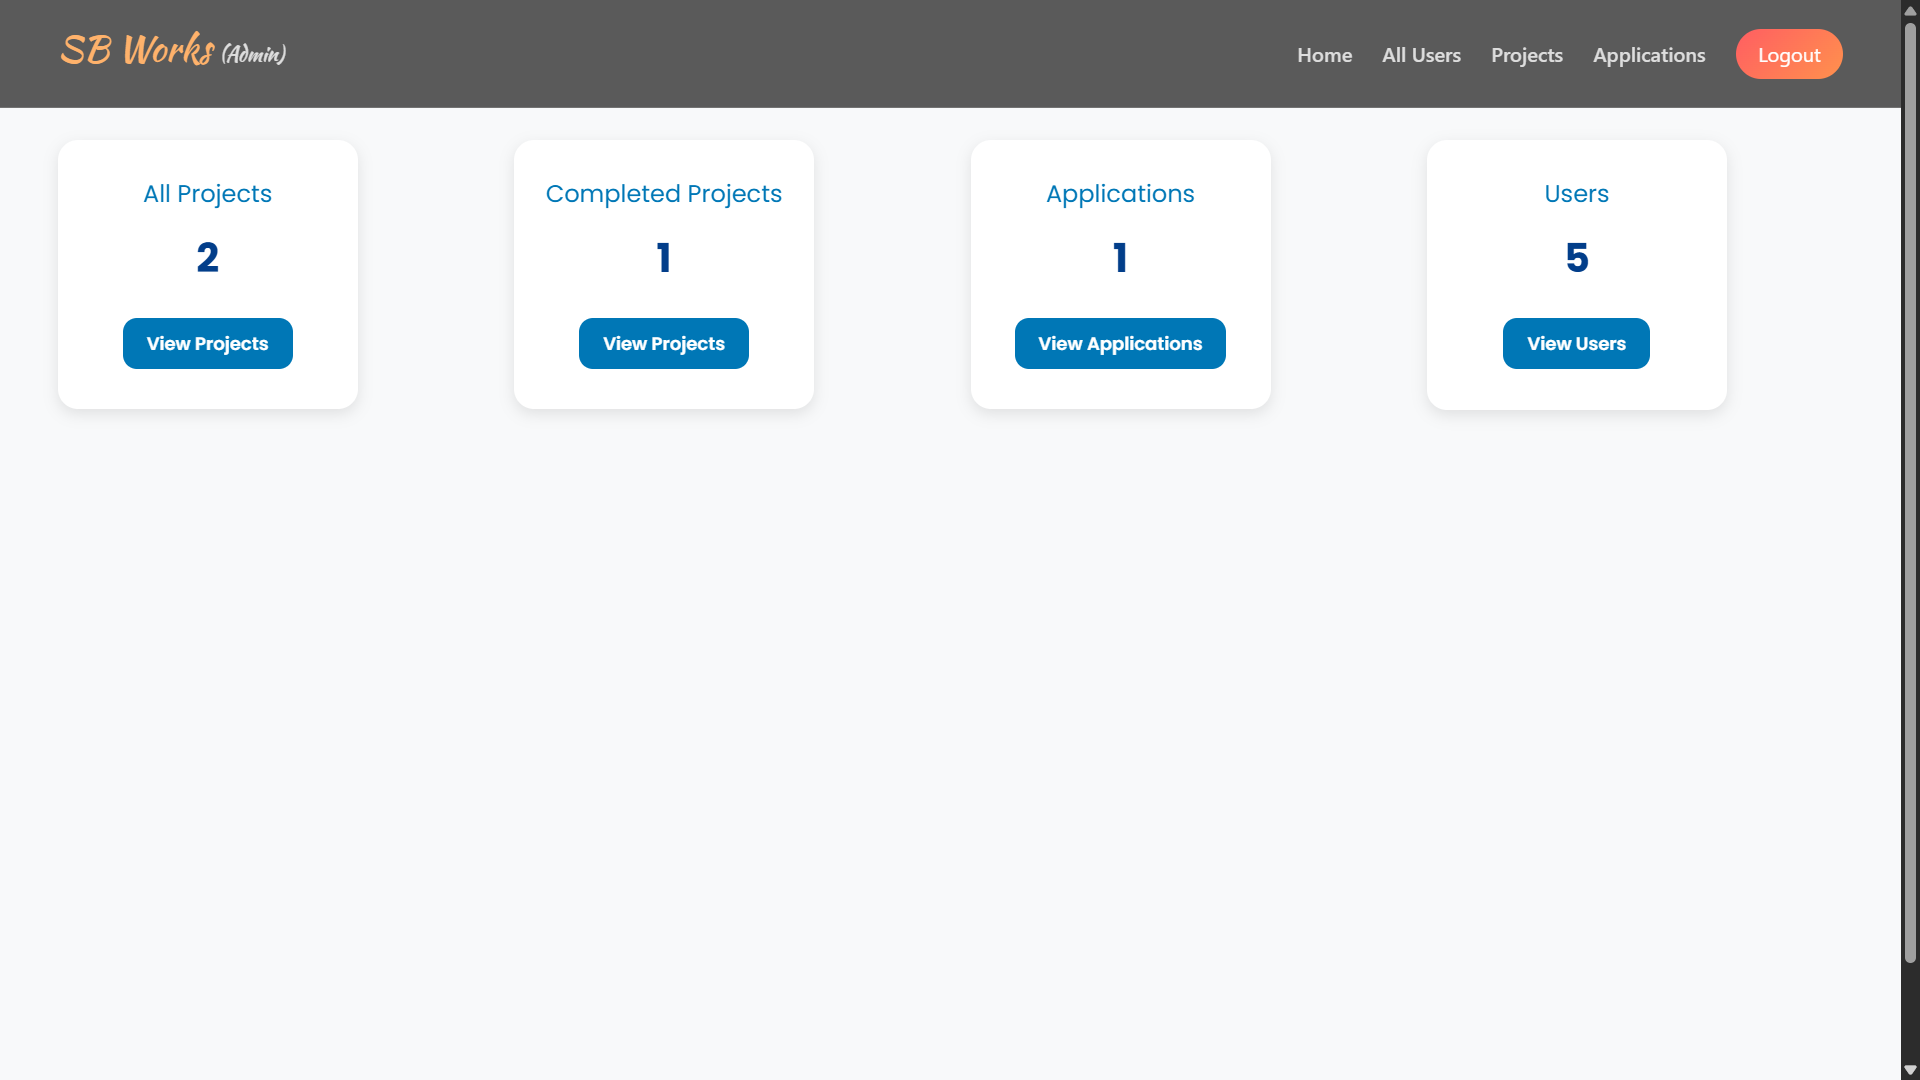 SB Works (Admin)
Home All Users Projects Applications Logout
All Projects
2
View Projects
Completed Projects
1
View Projects
Applications
1
View Applications
Users
5
View Users